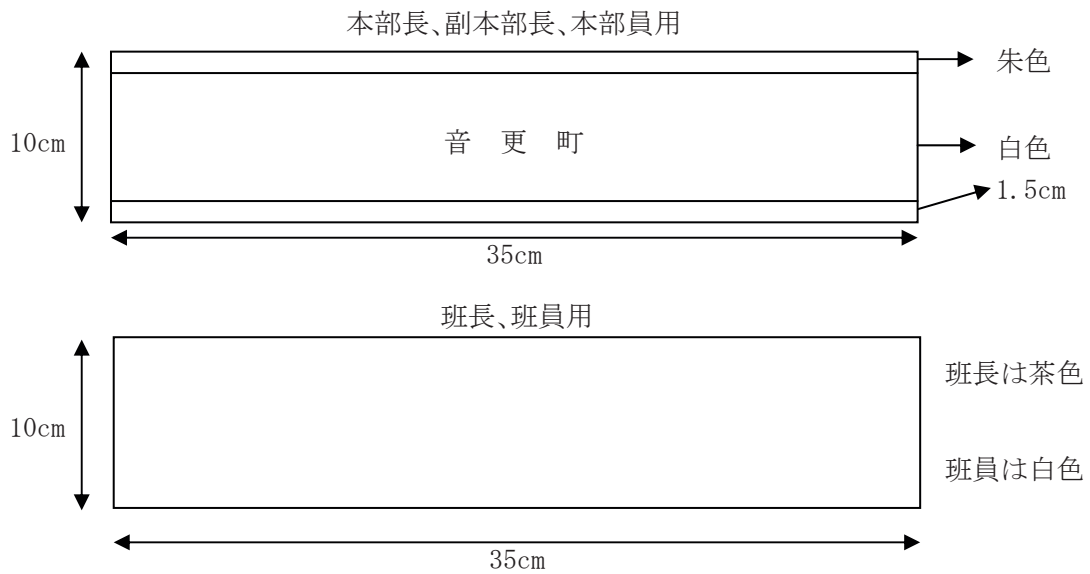 本部長、副本部長、本部員用
朱色
10cm
音 更 町
白色
1.5cm
35cm
班長、班員用
班長は茶色
10cm
班員は白色
35cm